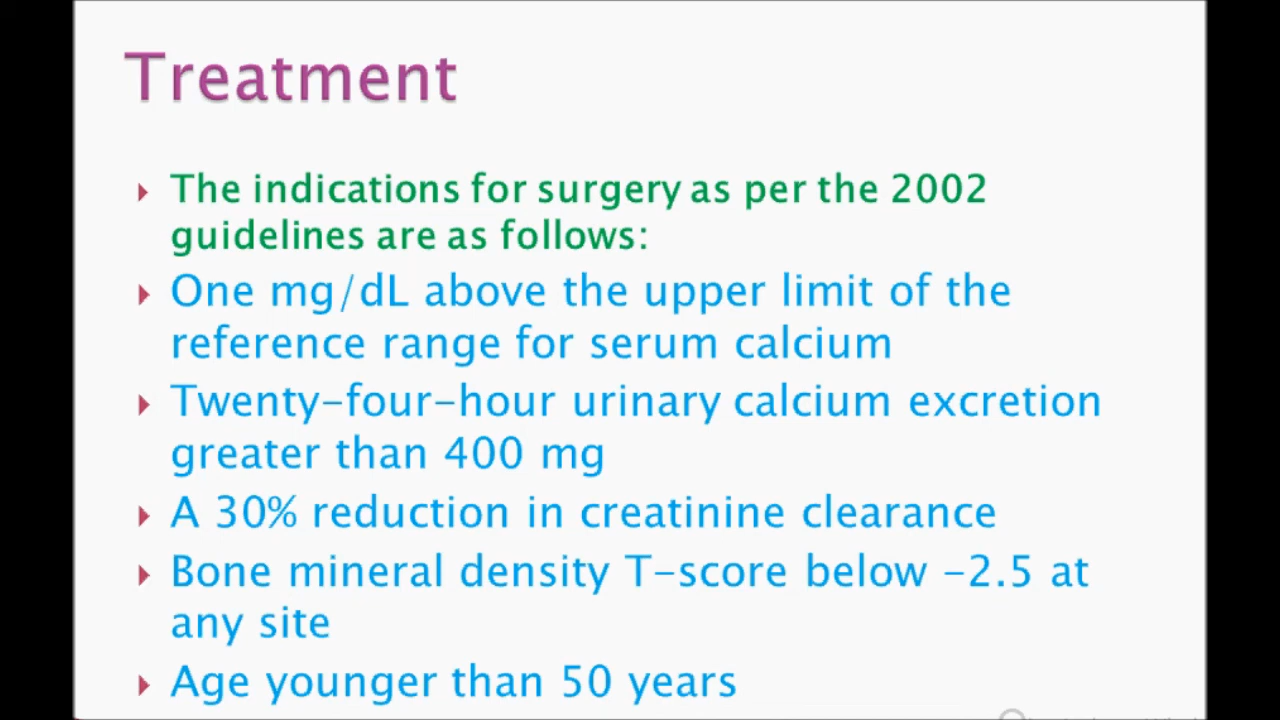 Treatment
The indications for surgery as per the 2002
guidelines are as follows:
One mg/dL above the upper limit of the
reference range for serum calcium
Twenty-four-hour urinary calcium excretion
greater than 400 mg
A 30% reduction in creatinine clearance
Bone mineral density T-score below -2.5 at
any site
Age younger than 50 years